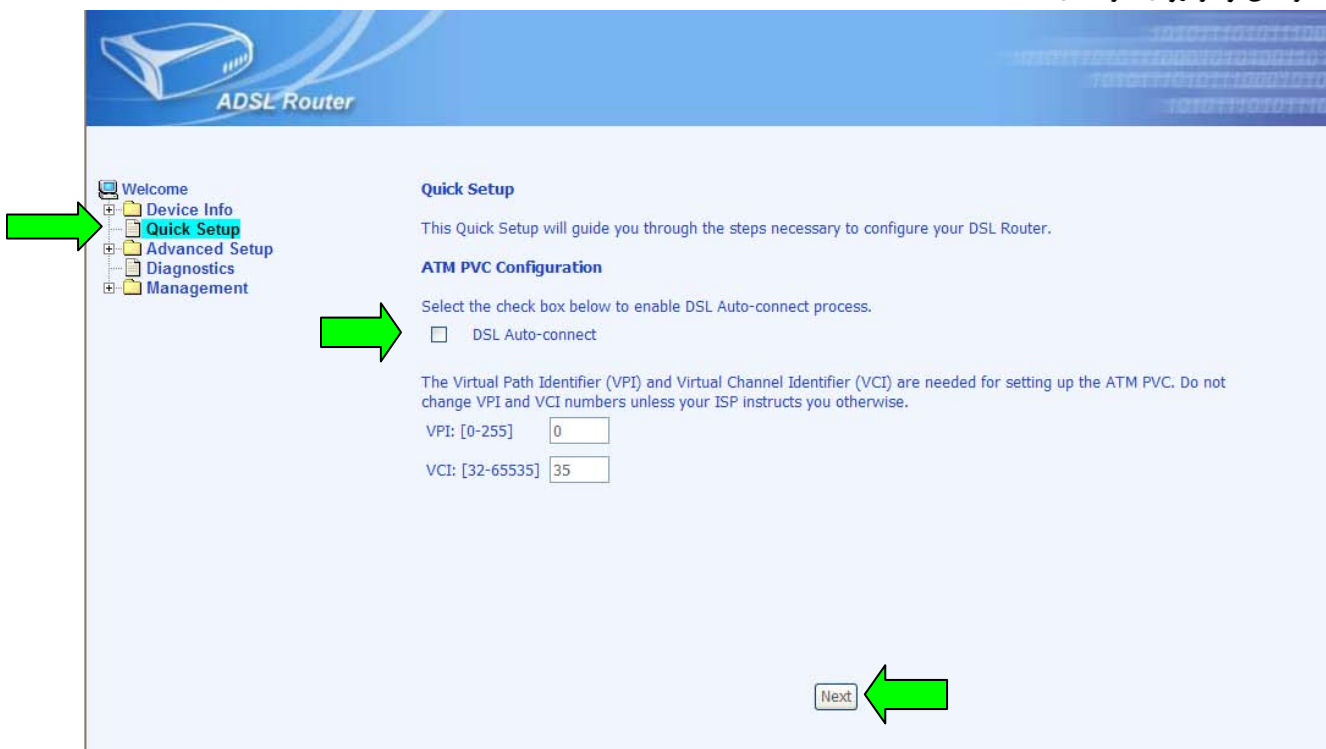 ADSL Router
Welcome
Device Info
Quick Setup
Advanced Setup
Diagnostics
Management
Quick Setup
This Quick Setup will guide you through the steps necessary to configure your DSL Router.
ATM PVC Configuration
Select the check box below to enable DSL Auto-connect process.
DSL Auto-connect
The Virtual Path Identifier (VPI) and Virtual Channel Identifier (VCI) are needed for setting up the ATM PVC. Do not
change VPI and VCI numbers unless your ISP instructs you otherwise.
VPI: [0-255] 0
VCI: [32-65535] 35
Next